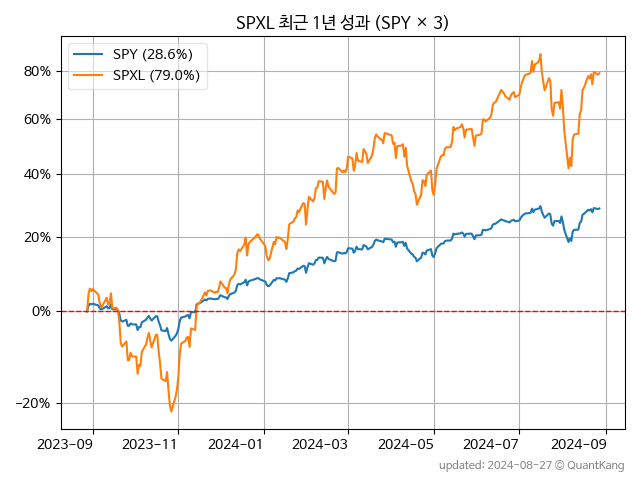 SPXL 최근 1년 성과 (SPY × 3)
SPY (28.6%)
SPXL (79.0%)
80%
60%
40%
20%
0%
−20%
2023-09 2023-11 2024-01 2024-03 2024-05 2024-07 2024-09
updated: 2024-08-27 © QuantKang